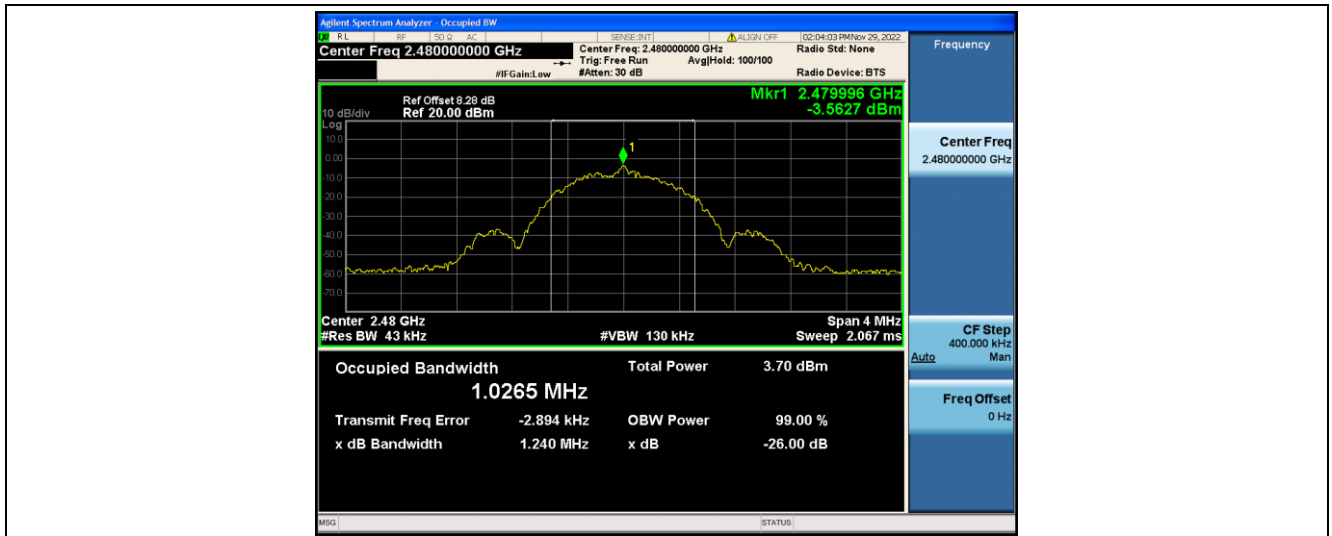 Agilent Spectrum Analyzer - Occupied BW
RL RF 50 Ω AC SENSE:INT ALIGN OFF 02:04:03 PM Nov 29, 2022
Center Freq 2.480000000 GHz
Center Freq: 2.480000000 GHz
Radio Std: None
Trig: Free Run Avg|Hold: 100/100
#IFGain:Low
#Atten: 30 dB
Radio Device: BTS
Frequency
Mkr1 2.479996 GHz
-3.5627 dBm
Ref Offset 8.28 dB
10 dB/div Ref 20.00 dBm
Log
10.0
0.00
-10.0
-20.0
-30.0
-40.0
-50.0
-60.0
-70.0
1
Center 2.48 GHz Span 4 MHz
#Res BW 43 kHz #VBW 130 kHz Sweep 2.067 ms
Occupied Bandwidth Total Power 3.70 dBm
1.0265 MHz
Transmit Freq Error -2.894 kHz OBW Power 99.00 %
x dB Bandwidth 1.240 MHz x dB -26.00 dB
Center Freq
2.480000000 GHz
CF Step
400.000 kHz
Auto Man
Freq Offset
0 Hz
MSG STATUS